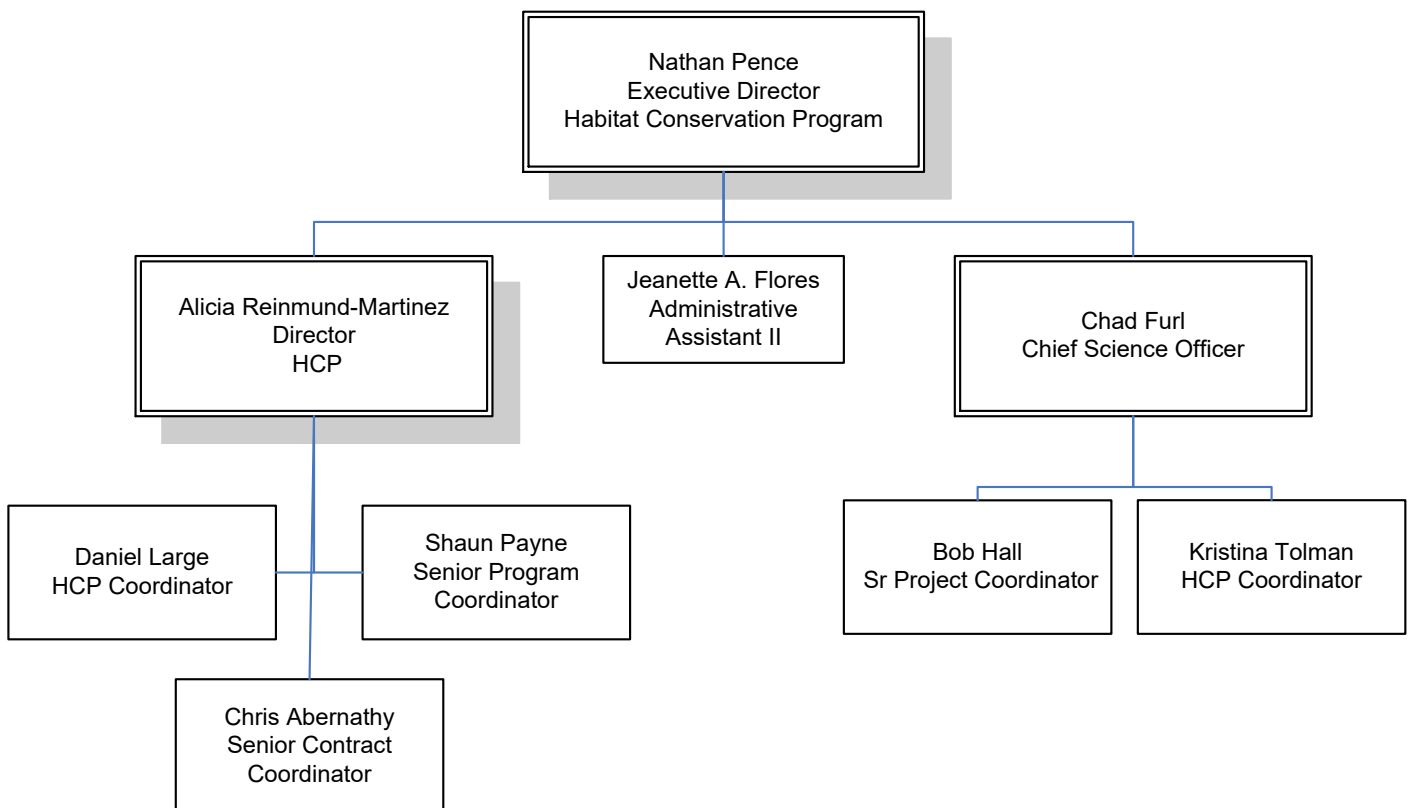 Nathan Pence
Executive Director
Habitat Conservation Program
Alicia Reinmund-Martinez
Director
HCP
Jeanette A. Flores
Administrative
Assistant II
Chad Furl
Chief Science Officer
Daniel Large
HCP Coordinator
Shaun Payne
Senior Program
Coordinator
Bob Hall
Sr Project Coordinator
Kristina Tolman
HCP Coordinator
Chris Abernathy
Senior Contract
Coordinator